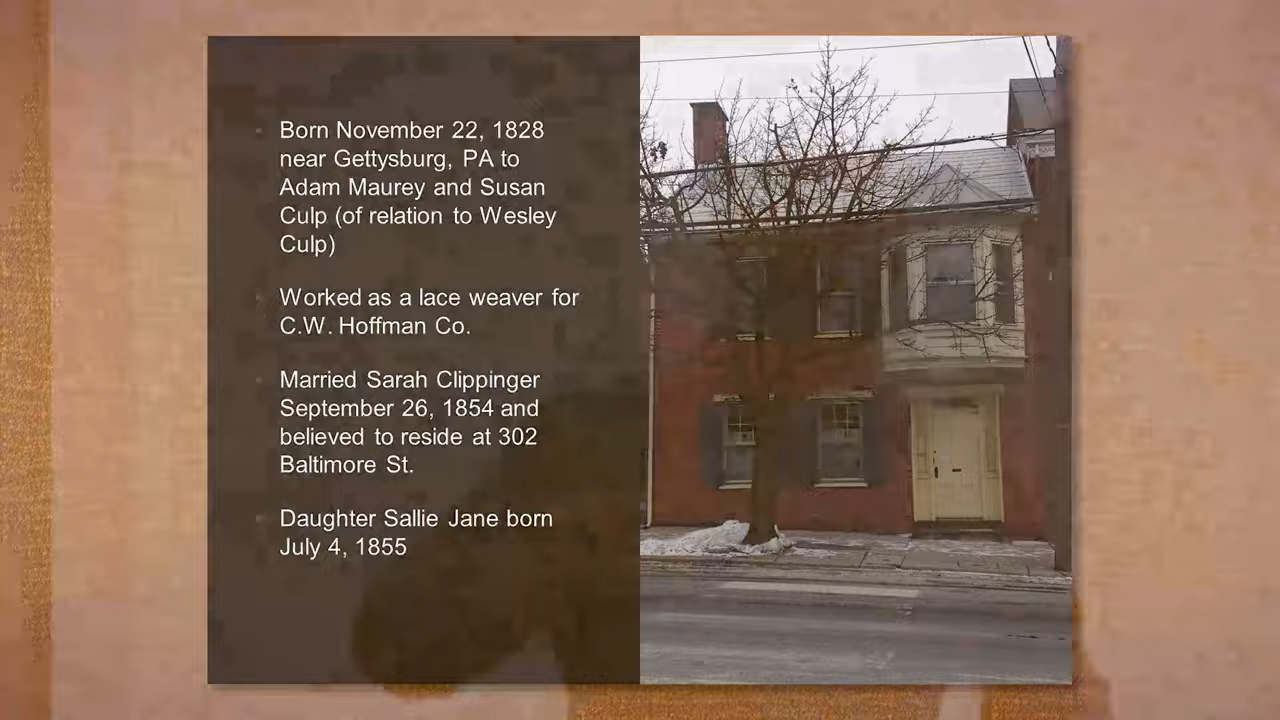 Born November 22, 1828
near Gettysburg, PA to
Adam Maurey and Susan
Culp (of relation to Wesley
Culp)
Worked as a lace weaver for
C.W. Hoffman Co.
Married Sarah Clippinger
September 26, 1854 and
believed to reside at 302
Baltimore St.
Daughter Sallie Jane born
July 4, 1855